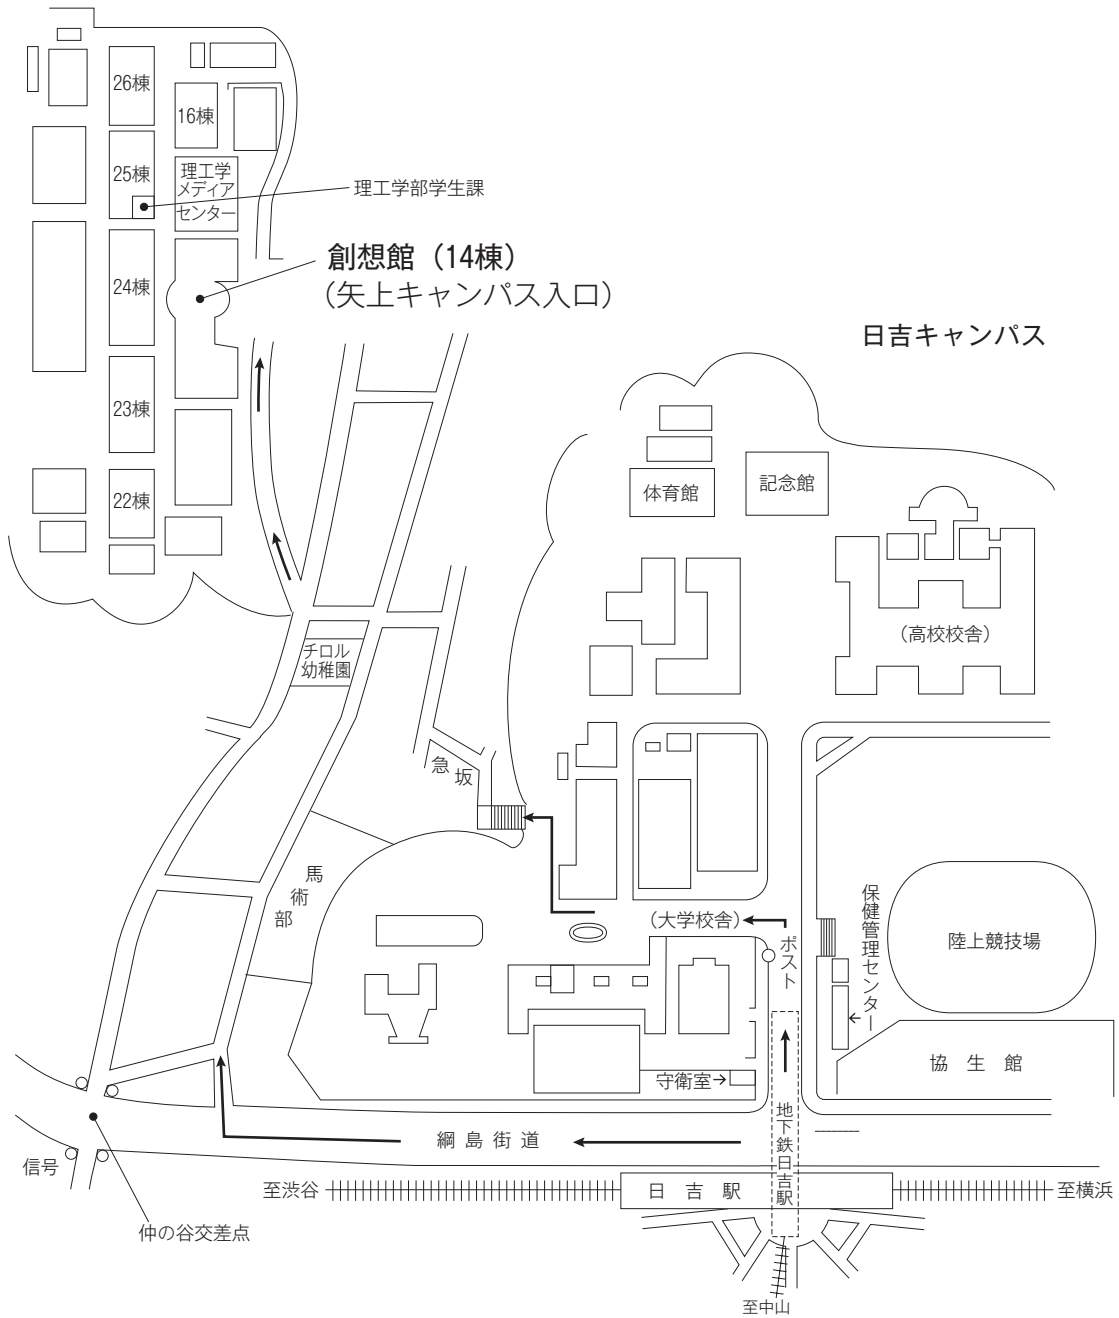 26棟
16棟
25棟
理工学
メディア
センター
理工学部学生課
創想館（14棟）
（矢上キャンパス入口）
24棟
日吉キャンパス
23棟
22棟
体育館
記念館
（高校校舎）
チロル
幼稚園
急坂
馬術部
（大学校舎）
ポスト
保健管理センター
陸上競技場
協生館
守衛室
地下鉄日吉駅
綱島街道
信号
至渋谷
日吉駅
至横浜
仲の谷交差点
至中山